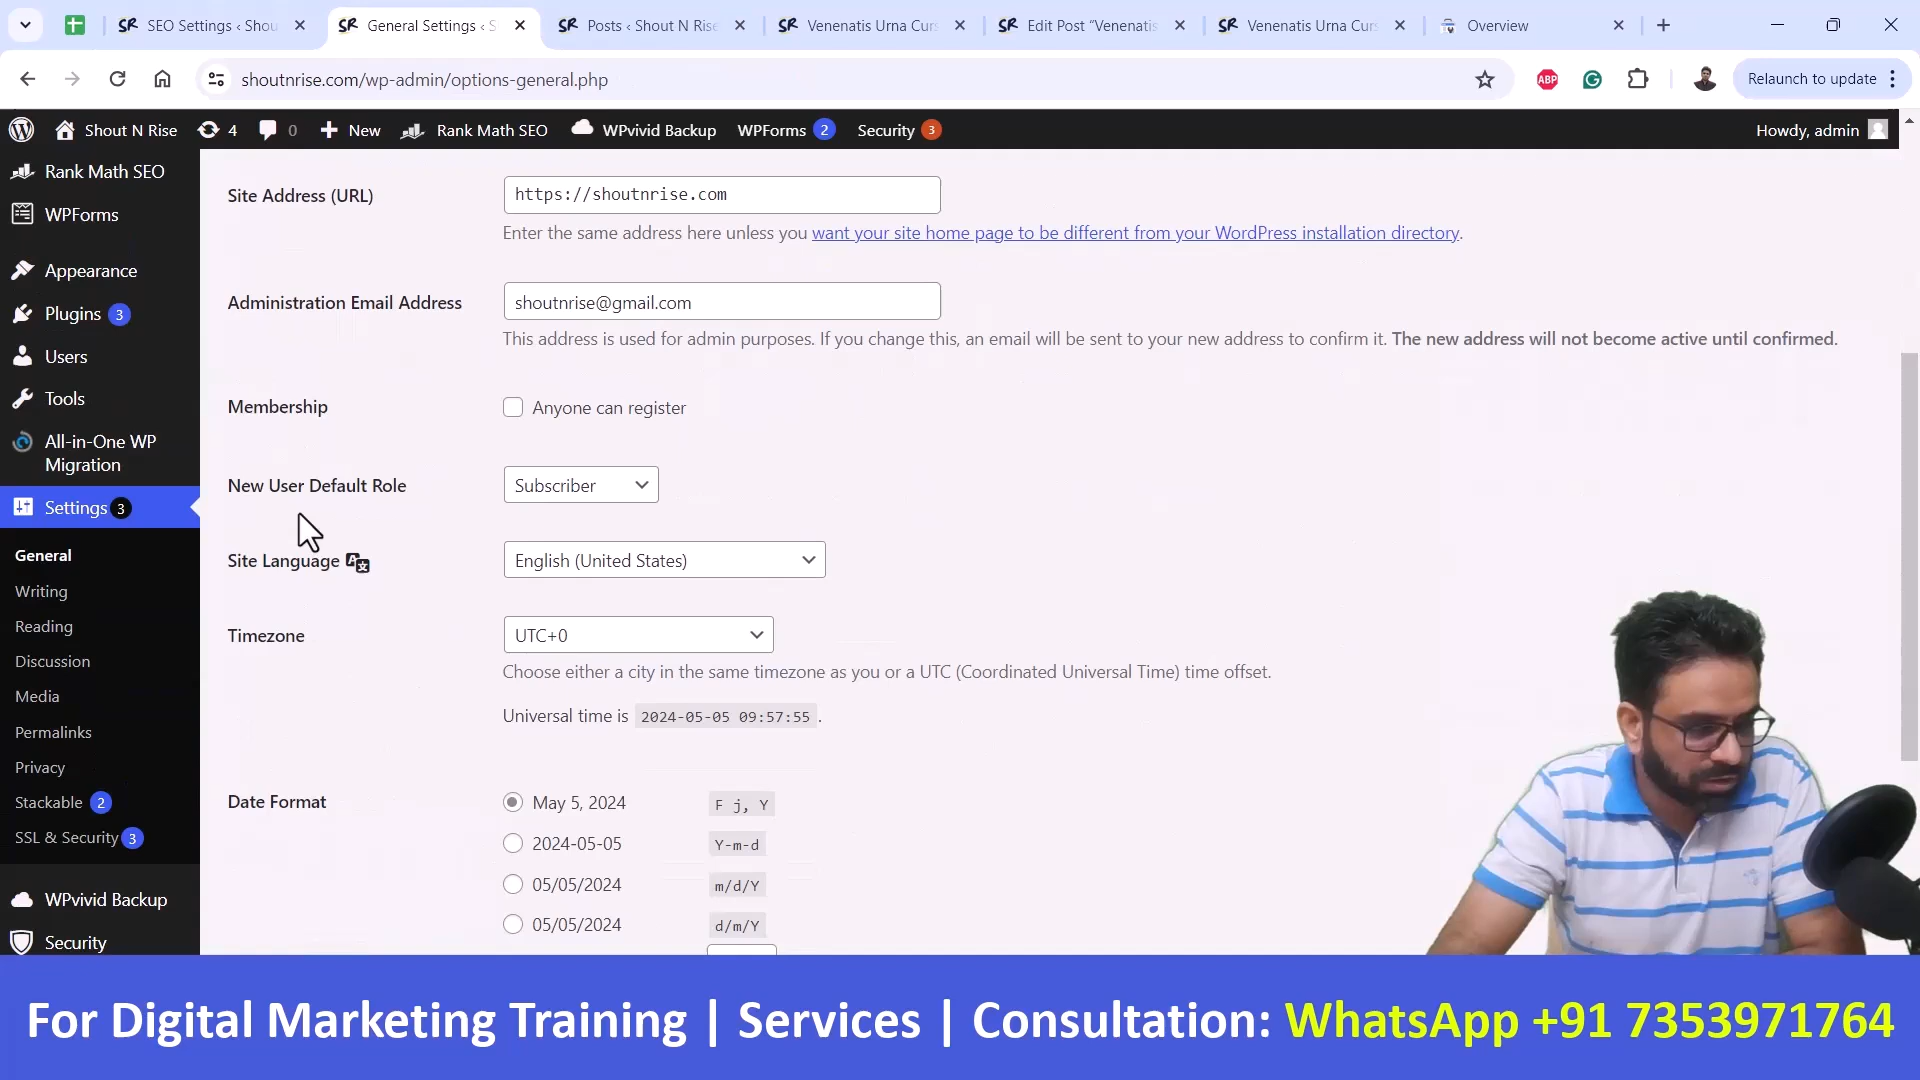 SEO Settings ‹ Shou
General Settings ‹ S
Posts ‹ Shout N Rise
Venenatis Urna Curs
Edit Post “Venenatis
Venenatis Urna Curs
Overview
shoutnrise.com/wp-admin/options-general.php
ABP
Relaunch to update
Shout N Rise
4
0
New
Rank Math SEO
WPvivid Backup
WPForms 2
Security 3
Howdy, admin
Rank Math SEO
WPForms
Appearance
Plugins 3
Users
Tools
All-in-One WP
Migration
Settings 3
General
Writing
Reading
Discussion
Media
Permalinks
Privacy
Stackable 2
SSL & Security 3
WPvivid Backup
Security
Site Address (URL)
https://shoutnrise.com
Enter the same address here unless you want your site home page to be different from your WordPress installation directory.
Administration Email Address
shoutnrise@gmail.com
This address is used for admin purposes. If you change this, an email will be sent to your new address to confirm it. The new address will not become active until confirmed.
Membership
Anyone can register
New User Default Role
Subscriber
Site Language
English (United States)
Timezone
UTC+0
Choose either a city in the same timezone as you or a UTC (Coordinated Universal Time) time offset.
Universal time is 2024-05-05 09:57:55 .
Date Format
May 5, 2024 F j, Y
2024-05-05 Y-m-d
05/05/2024 m/d/Y
05/05/2024 d/m/Y
For Digital Marketing Training | Services | Consultation: WhatsApp +91 7353971764